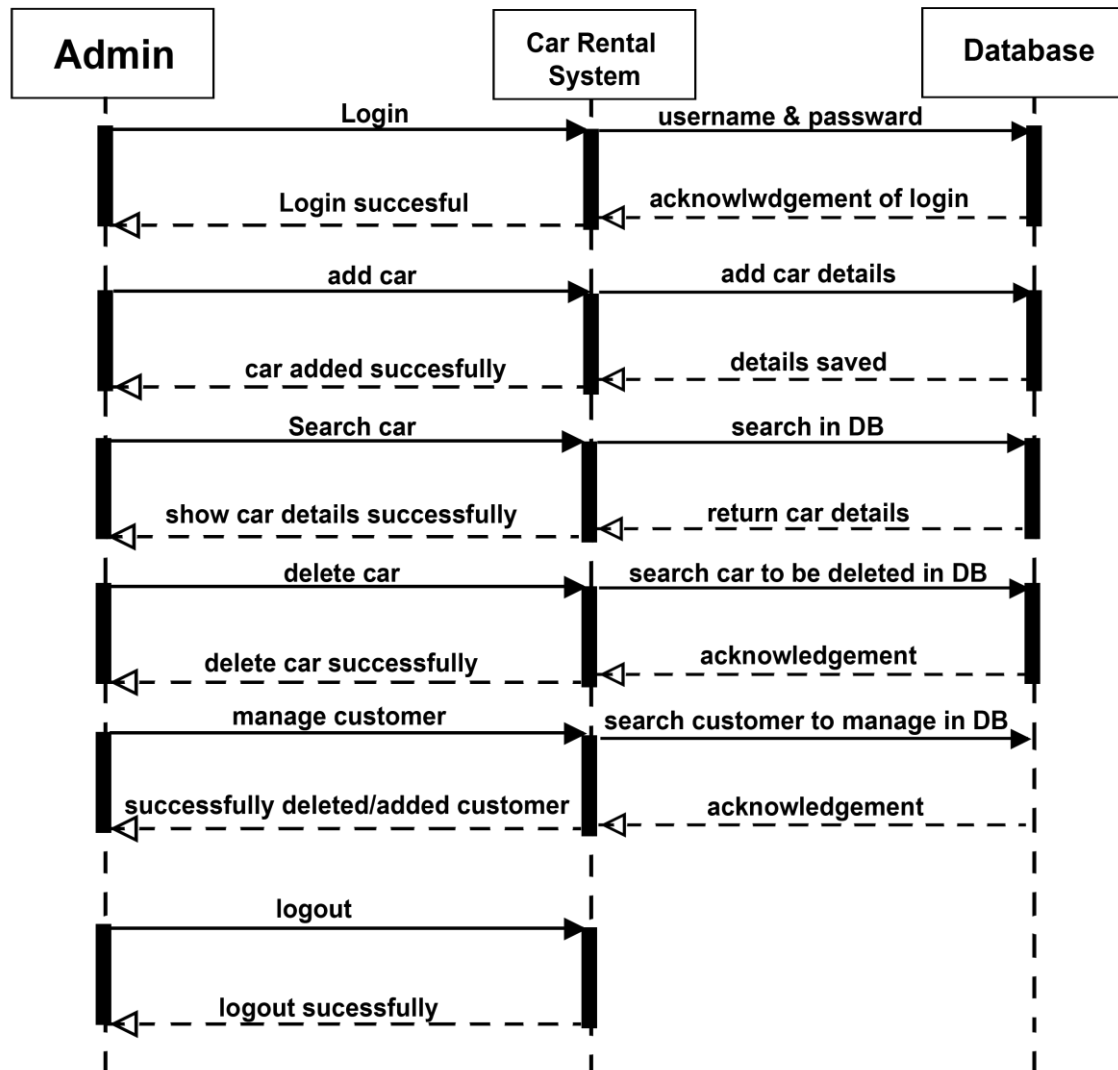 Admin
Car Rental
System
Database
Login
username & passward
Login succesful
acknowlwdgement of login
add car
add car details
car added succesfully
details saved
Search car
search in DB
show car details successfully
return car details
delete car
search car to be deleted in DB
delete car successfully
acknowledgement
manage customer
search customer to manage in DB
successfully deleted/added customer
acknowledgement
logout
logout sucessfully